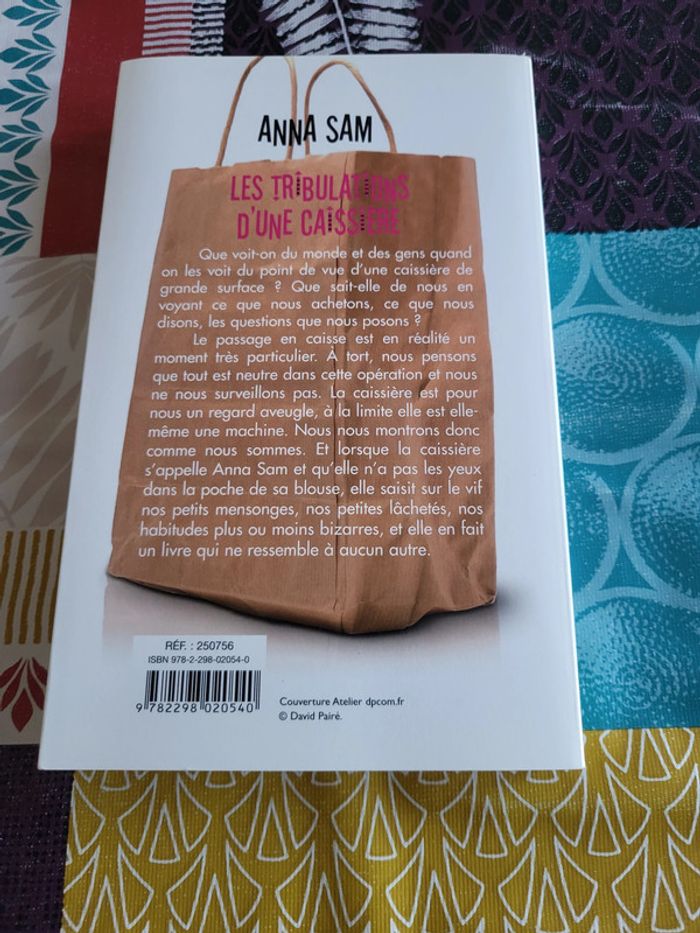 ANNA SAM
LES TRIBULATIONS
D'UNE CAISSIÈRE
Que voit-on du monde et des gens quand
on les voit du point de vue d'une caissière de
grande surface ? Que sait-elle de nous en
voyant ce que nous achetons, ce que nous
disons, les questions que nous posons ?
Le passage en caisse est en réalité un
moment très particulier. À tort, nous pensons
que tout est neutre dans cette opération et nous
ne nous surveillons pas. La caissière est pour
nous un regard aveugle, à la limite elle est elle-
même une machine. Nous nous montrons donc
comme nous sommes. Et lorsque la caissière
s'appelle Anna Sam et qu'elle n'a pas les yeux
dans la poche de sa blouse, elle saisit sur le vif
nos petits mensonges, nos petites lâchetés, nos
habitudes plus ou moins bizarres, et elle en fait
un livre qui ne ressemble à aucun autre.
RÉF. : 250756
ISBN 978-2-298-02054-0
9 782298 020540
Couverture Atelier dpcom.fr
© David Pairé.